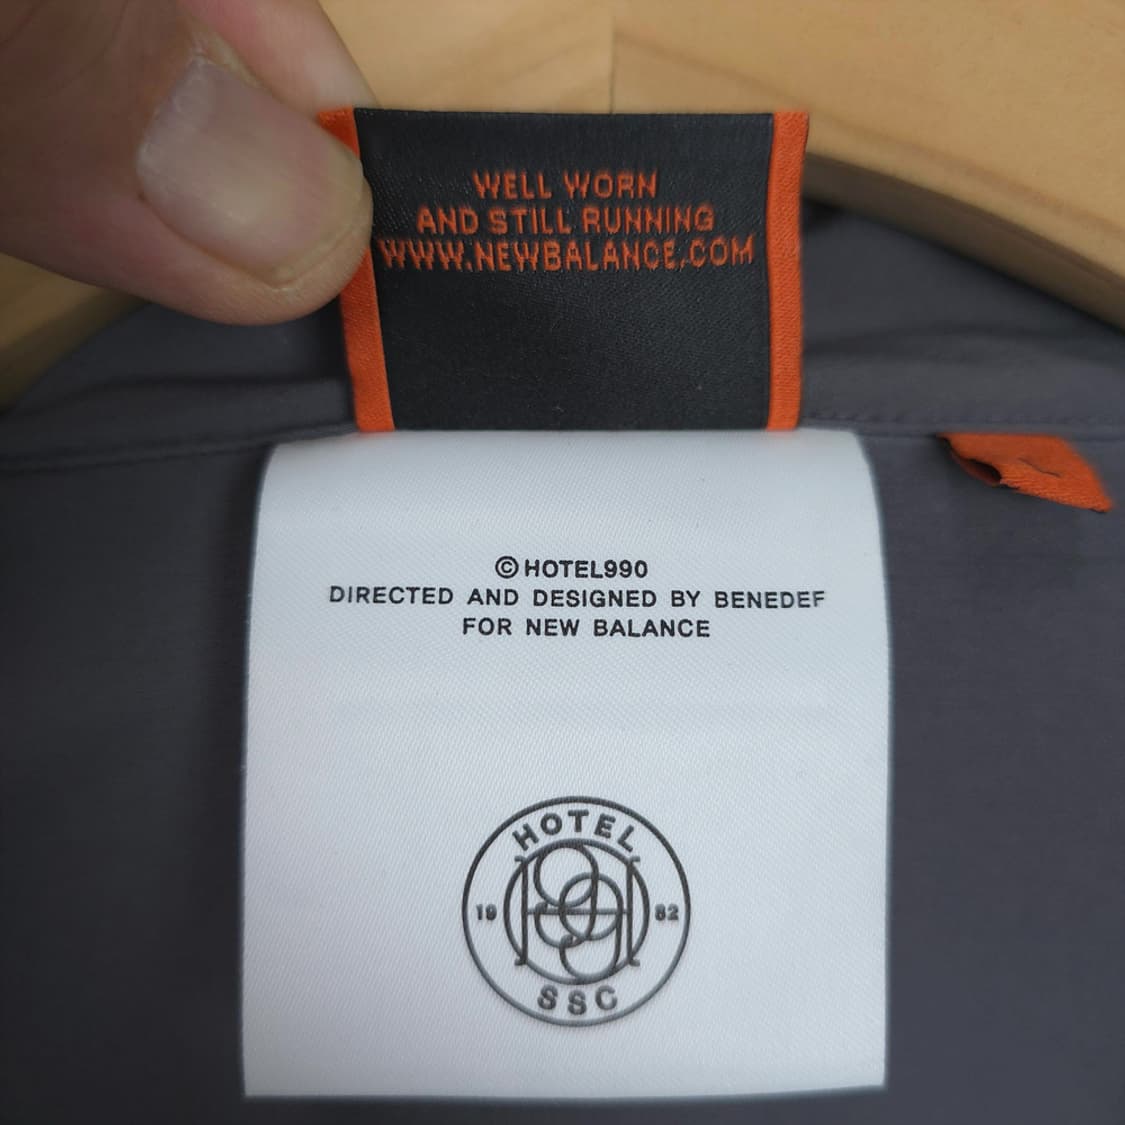 WELL WORN
AND STILL RUNNING
WWW.NEWBALANCE.COM
©HOTEL990
DIRECTED AND DESIGNED BY BENEDEF
FOR NEW BALANCE
HOTEL
19 82
SSC